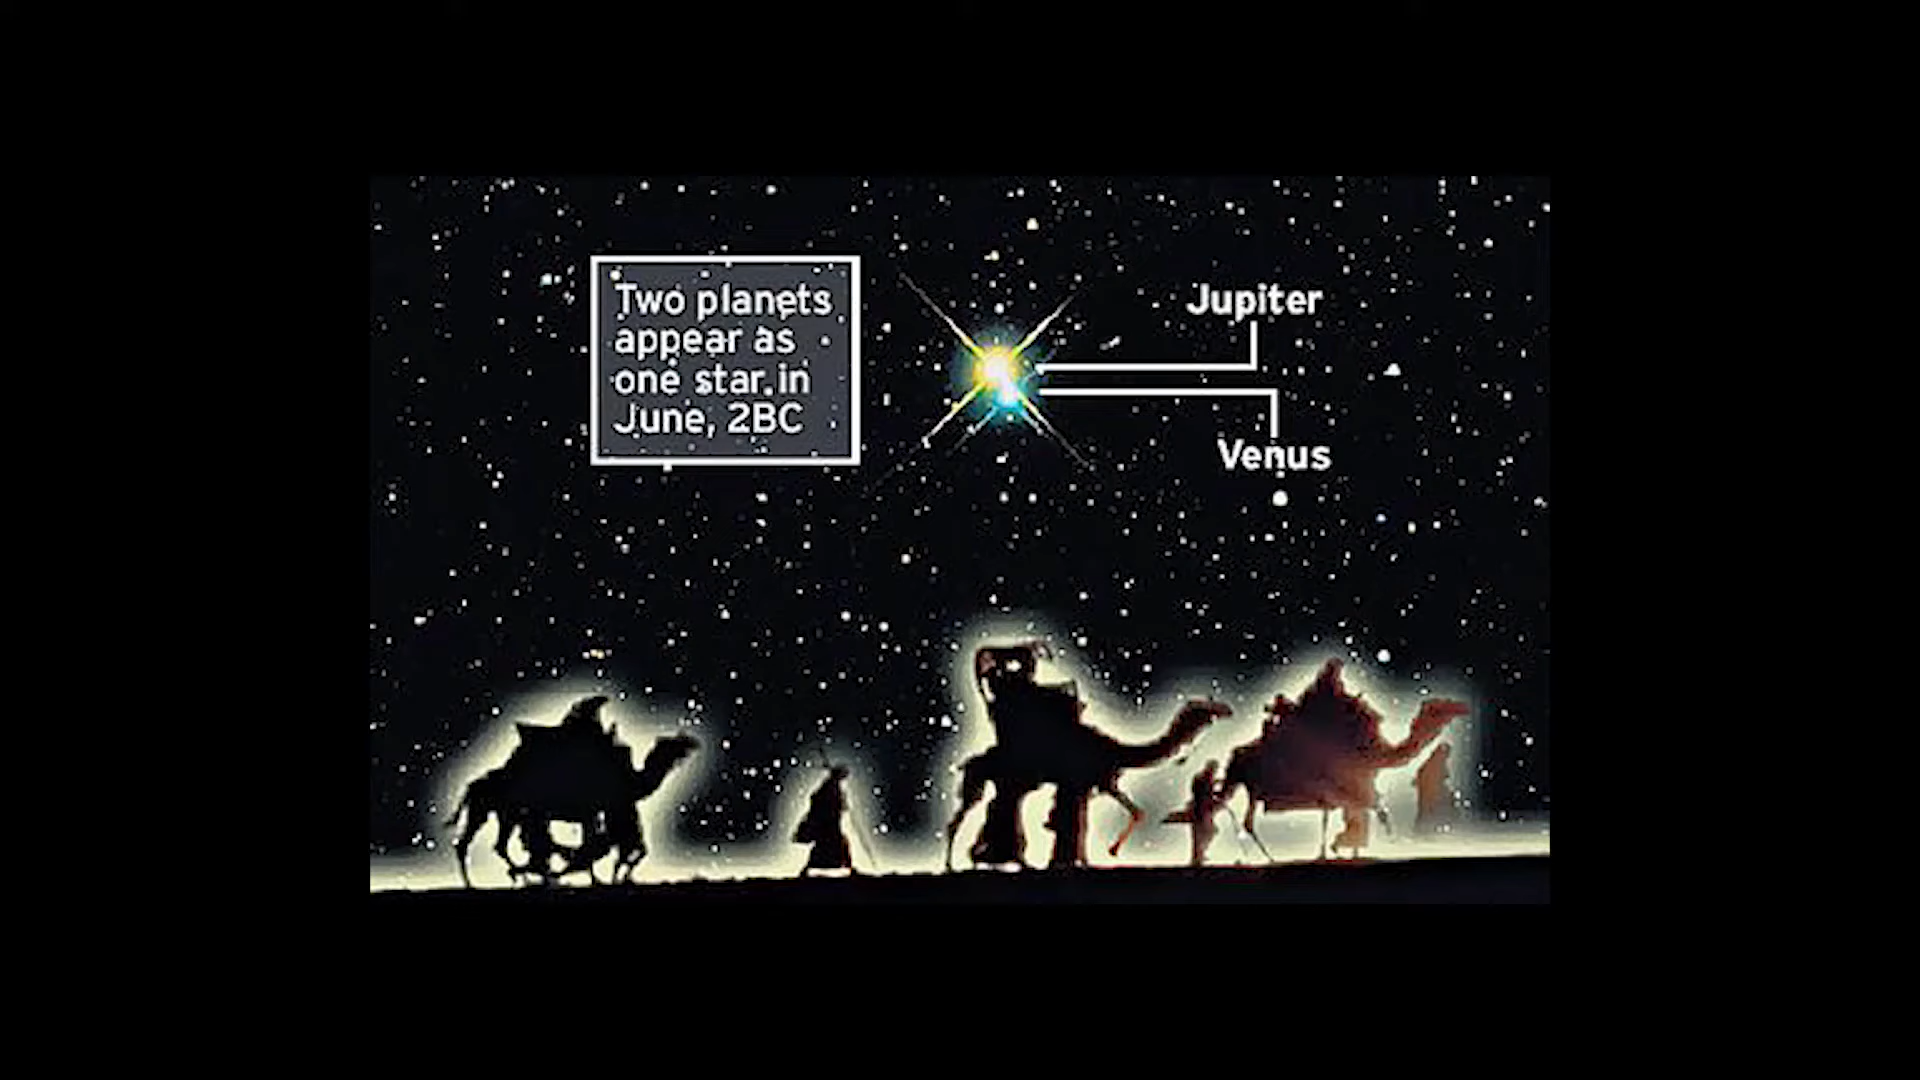 Two planets
appear as
one star in
June, 2BC
Jupiter
Venus